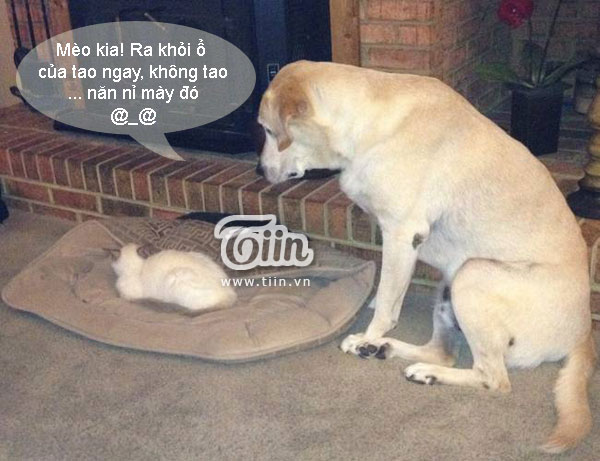 Mèo kia! Ra khỏi ổ
của tao ngay, không tao
... năn nỉ mày đó
@_@
Tiin
www.tiin.vn